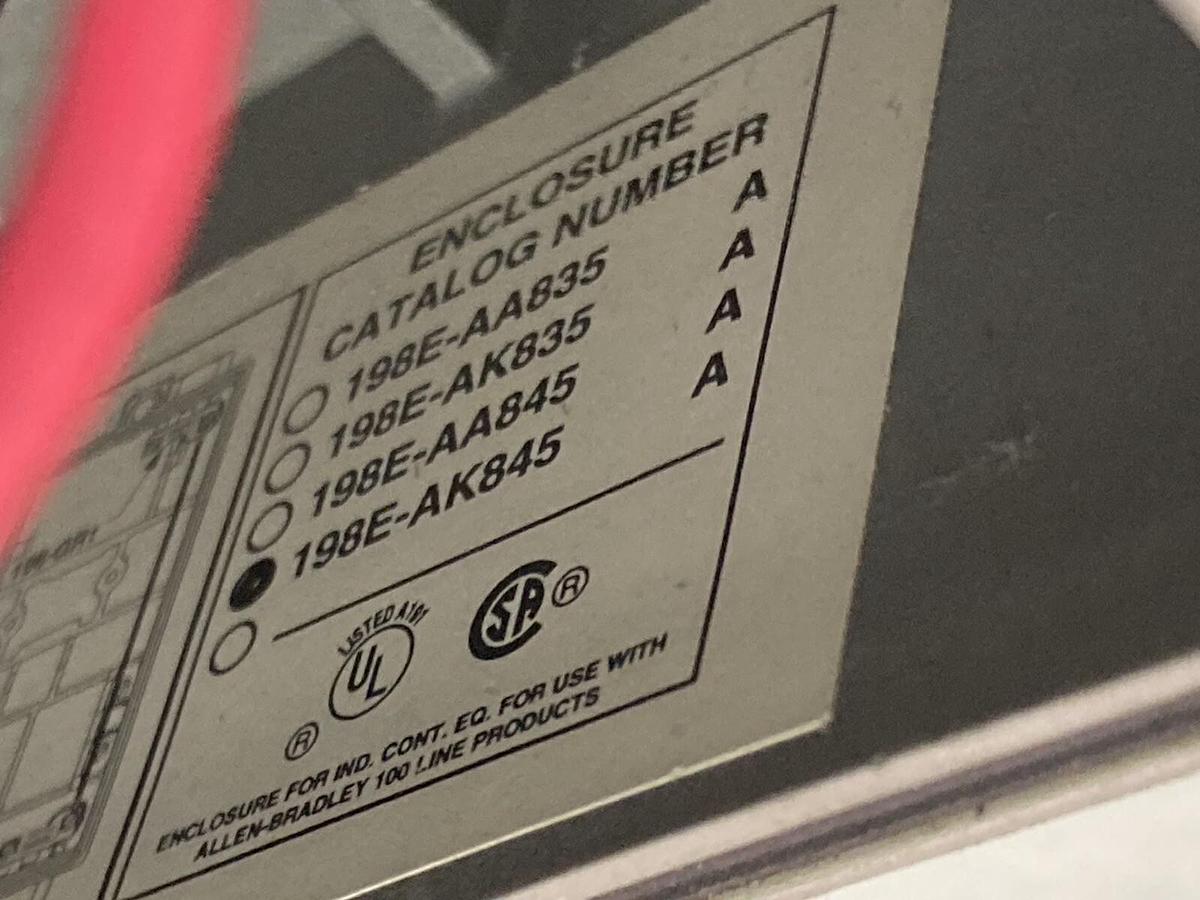 ENCLOSURE
CATALOG NUMBER
198E-AA835 A
198E-AK835 A
198E-AA845 A
198E-AK845 A
LISTED
UL
®
CSA ®
ENCLOSURE FOR IND. CONT. EQ. FOR USE WITH
ALLEN-BRADLEY 100 LINE PRODUCTS